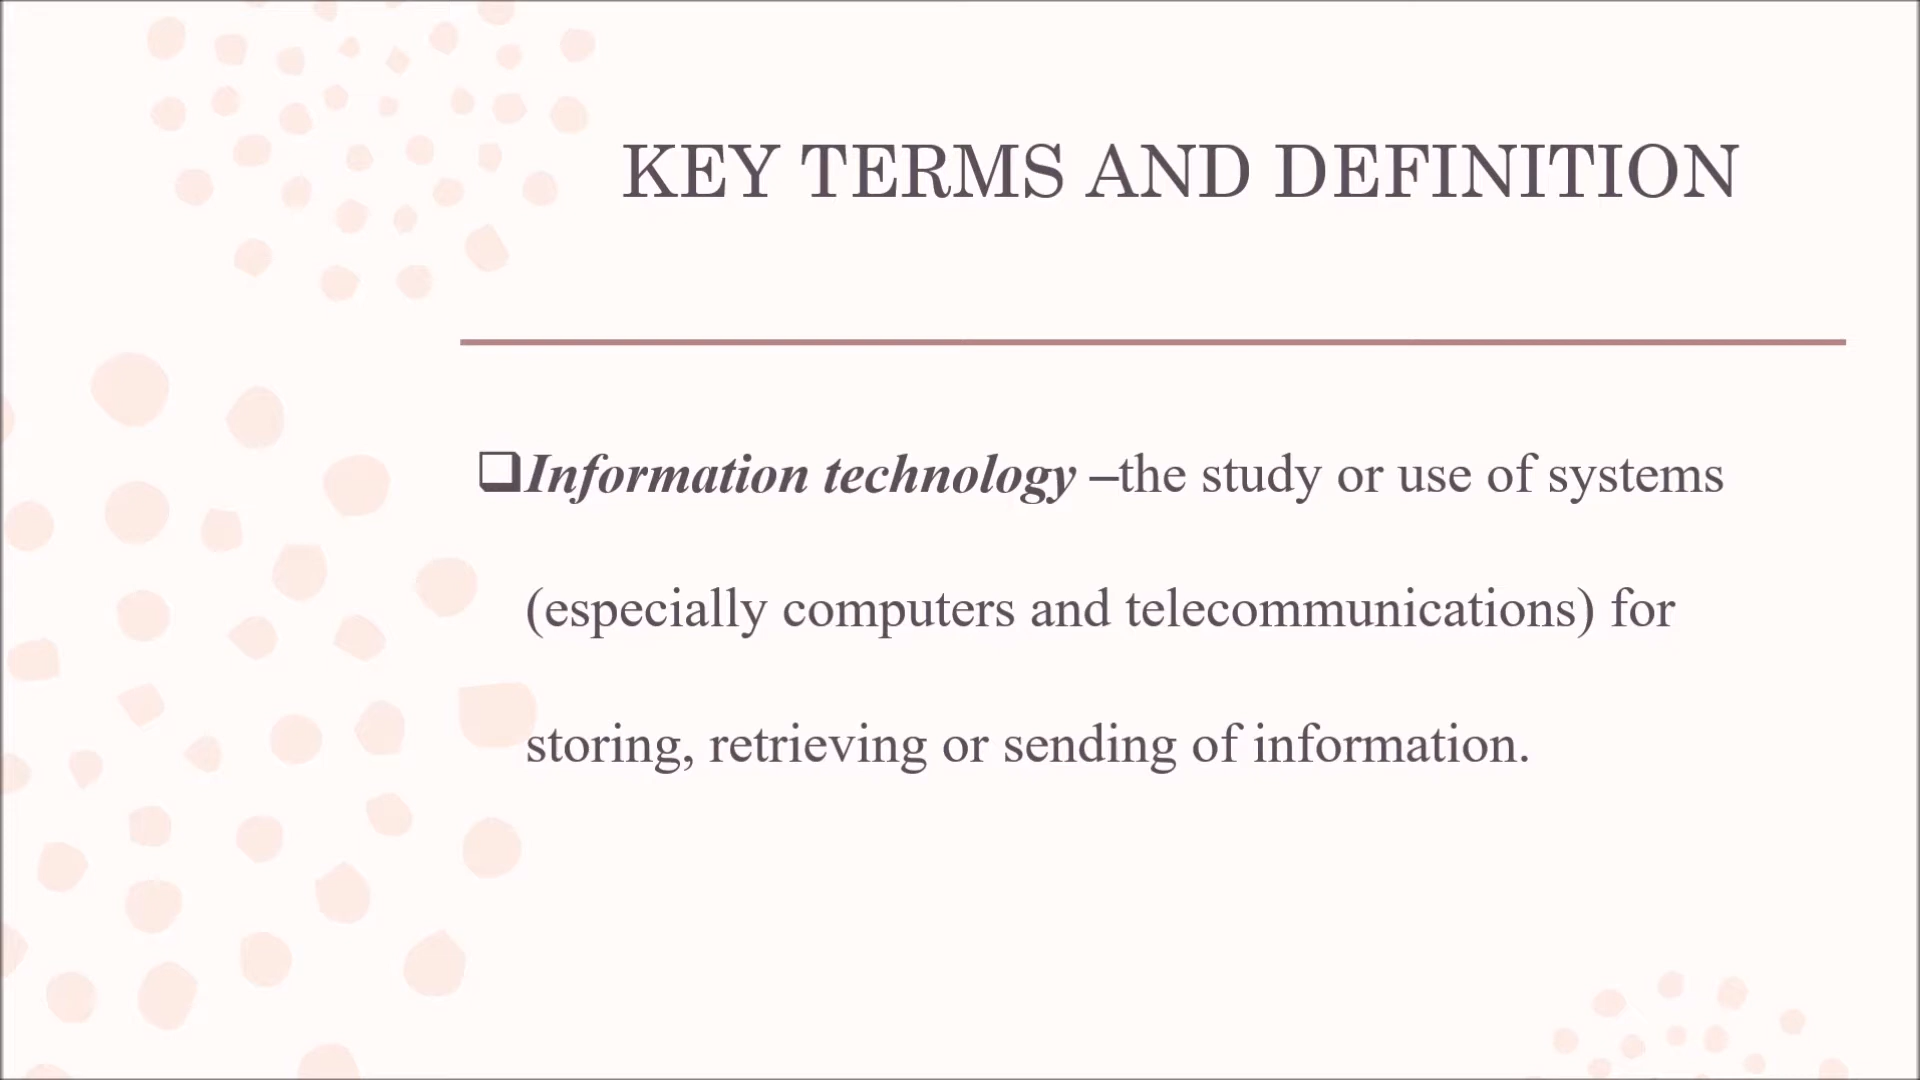 KEY TERMS AND DEFINITION
❑Information technology –the study or use of systems
(especially computers and telecommunications) for
storing, retrieving or sending of information.